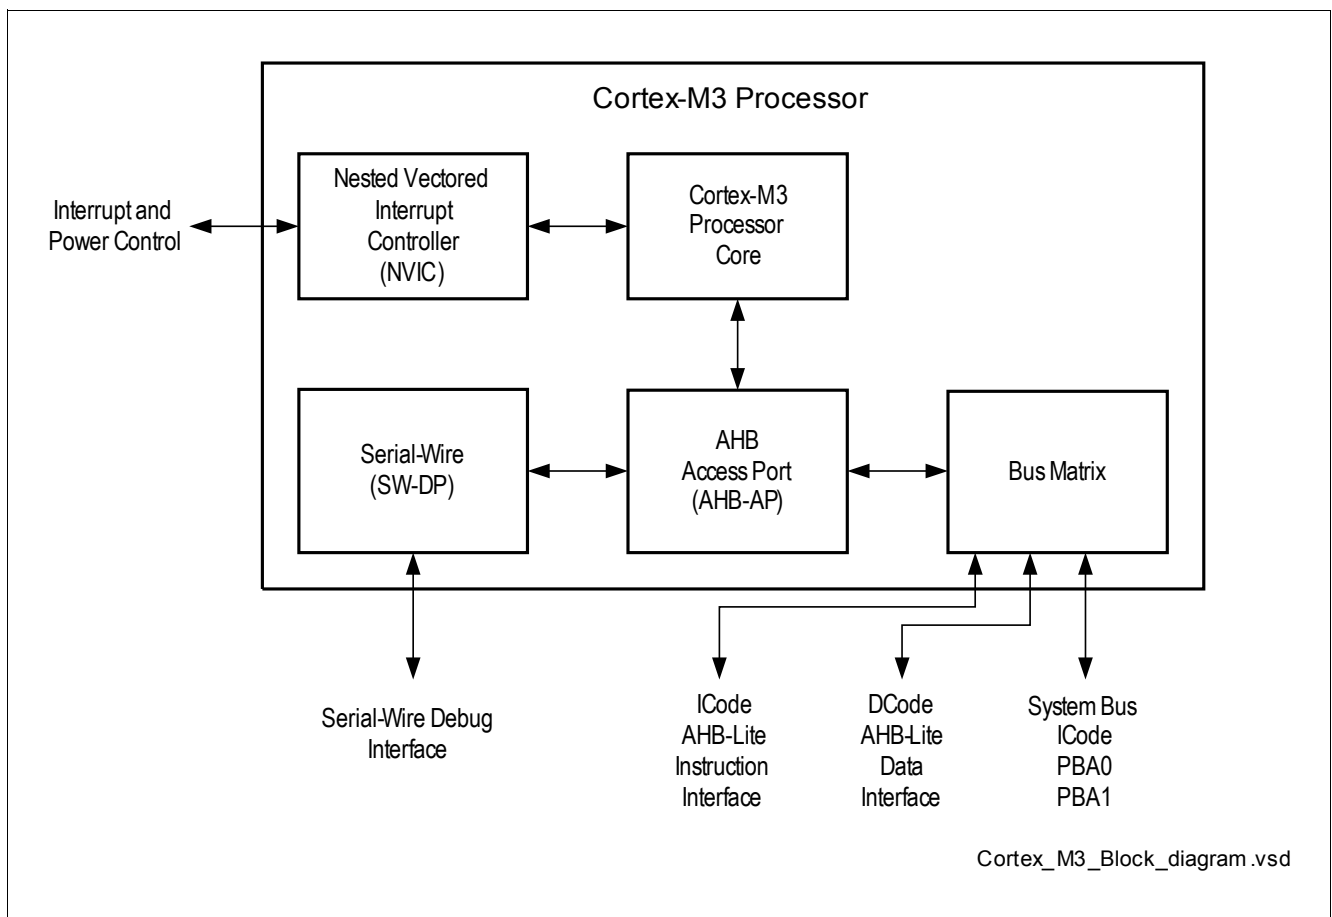 Cortex-M3 Processor
Nested Vectored
Interrupt
Controller
(NVIC)
Cortex-M3
Processor
Core
Interrupt and
Power Control
Serial-Wire
(SW-DP)
AHB
Access Port
(AHB-AP)
Bus Matrix
Serial-Wire Debug
Interface
ICode
AHB-Lite
Instruction
Interface
DCode
AHB-Lite
Data
Interface
System Bus
ICode
PBA0
PBA1
Cortex_M3_Block_diagram.vsd